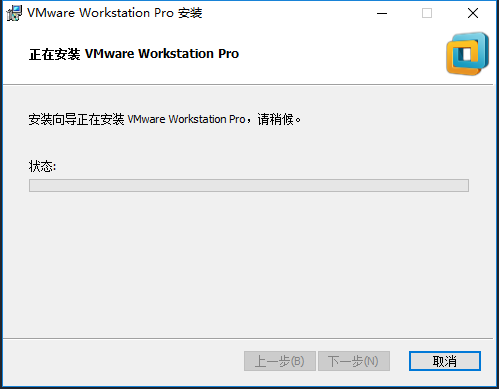 VMware Workstation Pro 安装
正在安装 VMware Workstation Pro
安装向导正在安装 VMware Workstation Pro，请稍候。
状态:
上一步(B) 下一步(N) 取消